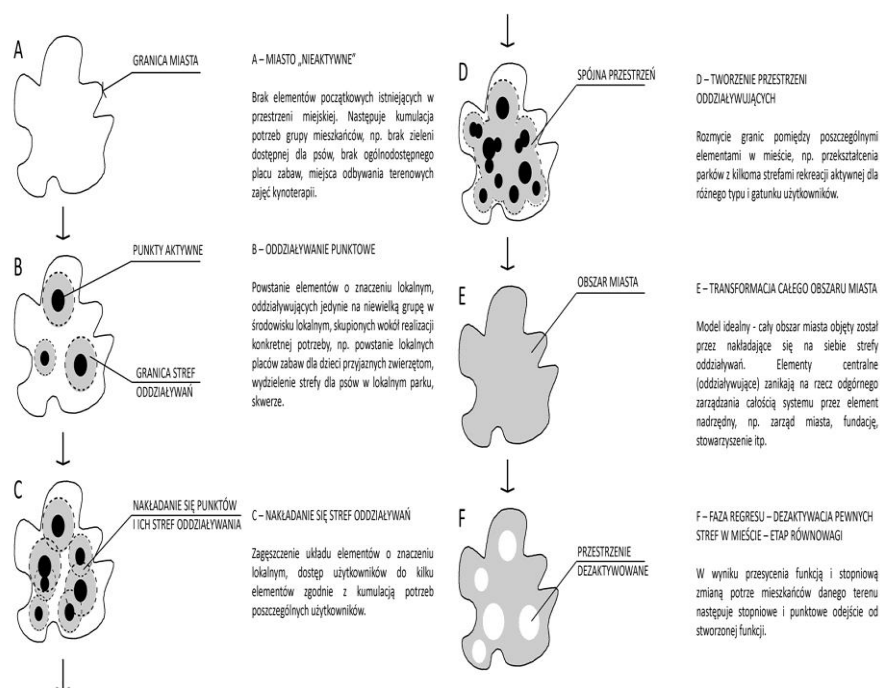 A
GRANICA MIASTA
A – MIASTO „NIEAKTYWNE"
Brak elementów początkowych istniejących w
przestrzeni miejskiej. Następuje kumulacja
potrzeb grupy mieszkańców, np. brak zieleni
dostępnej dla psów, brak ogólnodostępnego
placu zabaw, miejsca odbywania terenowych
zajęć kynoterapii.
B
PUNKTY AKTYWNE
GRANICA STREF
ODDZIAŁYWAŃ
B – ODDZIAŁYWANIE PUNKTOWE
Powstanie elementów o znaczeniu lokalnym,
oddziaływujących jedynie na niewielką grupę w
środowisku lokalnym, skupionych wokół realizacji
konkretnej potrzeby, np. powstanie lokalnych
placów zabaw dla dzieci przyjaznych zwierzętom,
wydzielenie strefy dla psów w lokalnym parku,
skwerze.
C
NAKŁADANIE SIĘ PUNKTÓW
I ICH STREF ODDZIAŁYWANIA
C – NAKŁADANIE SIĘ STREF ODDZIAŁYWAŃ
Zagęszczenie układu elementów o znaczeniu
lokalnym, dostęp użytkowników do kilku
elementów zgodnie z kumulacją potrzeb
poszczególnych użytkowników.
D
SPÓJNA PRZESTRZEŃ
D – TWORZENIE PRZESTRZENI
ODDZIAŁYWUJĄCYCH
Rozmycie granic pomiędzy poszczególnymi
elementami w mieście, np. przekształcenia
parków z kilkoma strefami rekreacji aktywnej dla
różnego typu i gatunku użytkowników.
E
OBSZAR MIASTA
E – TRANSFORMACJA CAŁEGO OBSZARU MIASTA
Model idealny - cały obszar miasta objęty został
przez nakładające się na siebie strefy
oddziaływań. Elementy centralne
(oddziaływujące) zanikają na rzecz odgórnego
zarządzania całością systemu przez element
nadrzędny, np. zarząd miasta, fundację,
stowarzyszenie itp.
F
PRZESTRZENIE
DEZAKTYWOWANE
F – FAZA REGRESU – DEZAKTYWACJA PEWNYCH
STREF W MIEŚCIE – ETAP RÓWNOWAGI
W wyniku przesycenia funkcją i stopniową
zmianą potrze mieszkańców danego terenu
następuje stopniowe i punktowe odejście od
stworzonej funkcji.